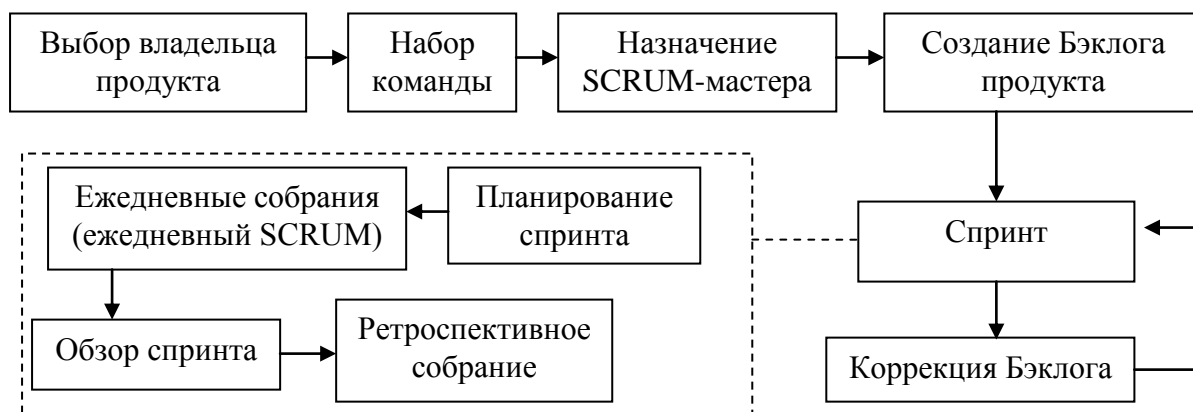 Выбор владельца
продукта
Набор
команды
Назначение
SCRUM-мастера
Создание Бэклога
продукта
Ежедневные собрания
(ежедневный SCRUM)
Планирование
спринта
Спринт
Обзор спринта
Ретроспективное
собрание
Коррекция Бэклога